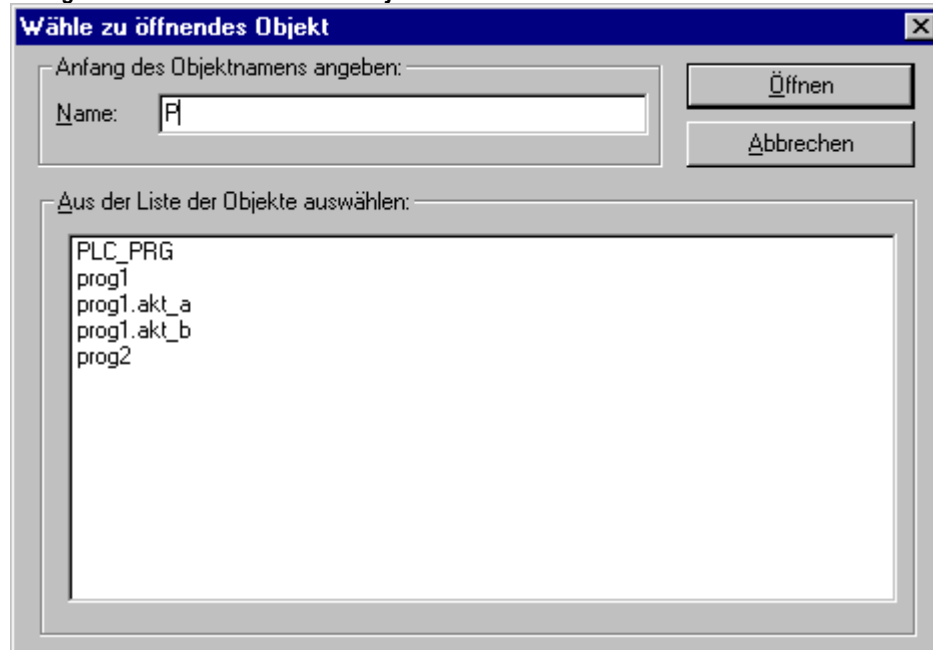 Wähle zu öffnendes Objekt
Anfang des Objektnamens angeben:
Name: P
Öffnen
Abbrechen
Aus der Liste der Objekte auswählen:
PLC_PRG
prog1
prog1.akt_a
prog1.akt_b
prog2